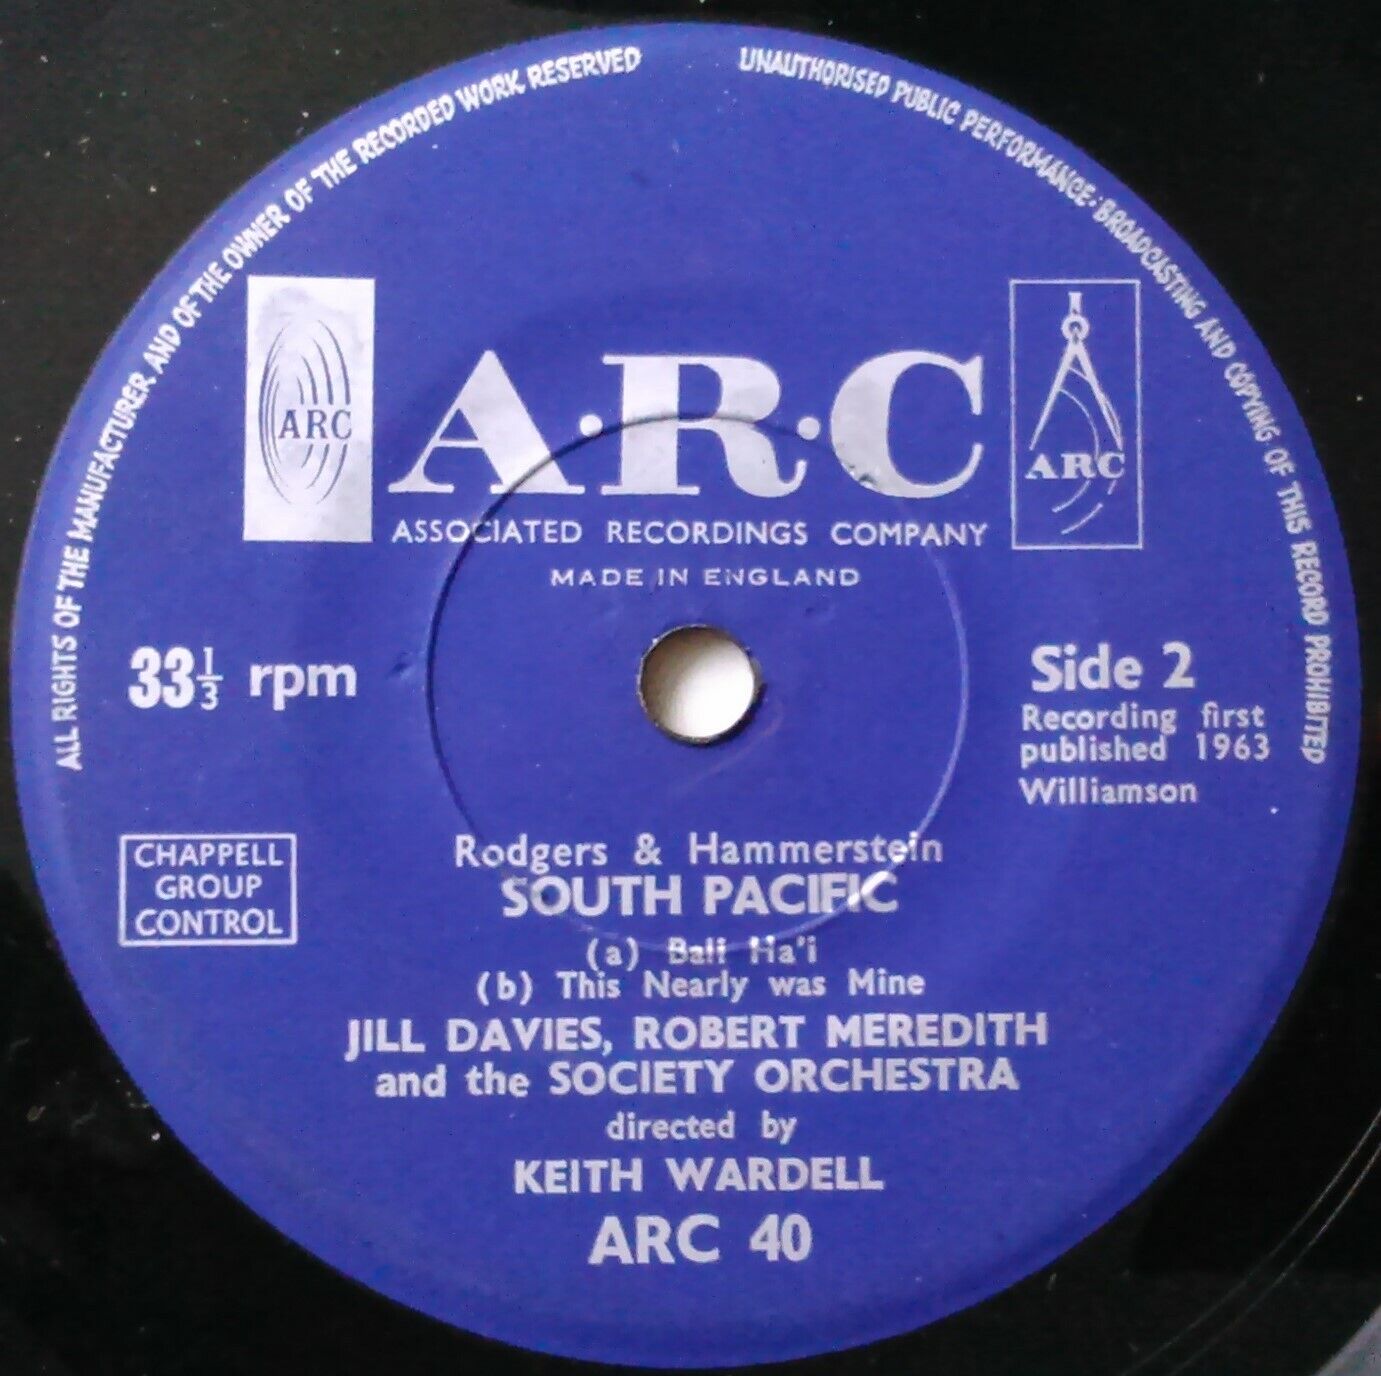 ALL RIGHTS OF THE MANUFACTURER AND OF THE OWNER OF THE RECORDED WORK RESERVED
UNAUTHORISED PUBLIC PERFORMANCE · BROADCASTING AND COPYING OF THIS RECORD PROHIBITED
ARC
A·R·C
ARC
ASSOCIATED RECORDINGS COMPANY
MADE IN ENGLAND
33⅓ rpm
Side 2
Recording first
published 1963
Williamson
CHAPPELL
GROUP
CONTROL
Rodgers & Hammerstein
SOUTH PACIFIC
(a) Bali Ha'i
(b) This Nearly was Mine
JILL DAVIES, ROBERT MEREDITH
and the SOCIETY ORCHESTRA
directed by
KEITH WARDELL
ARC 40